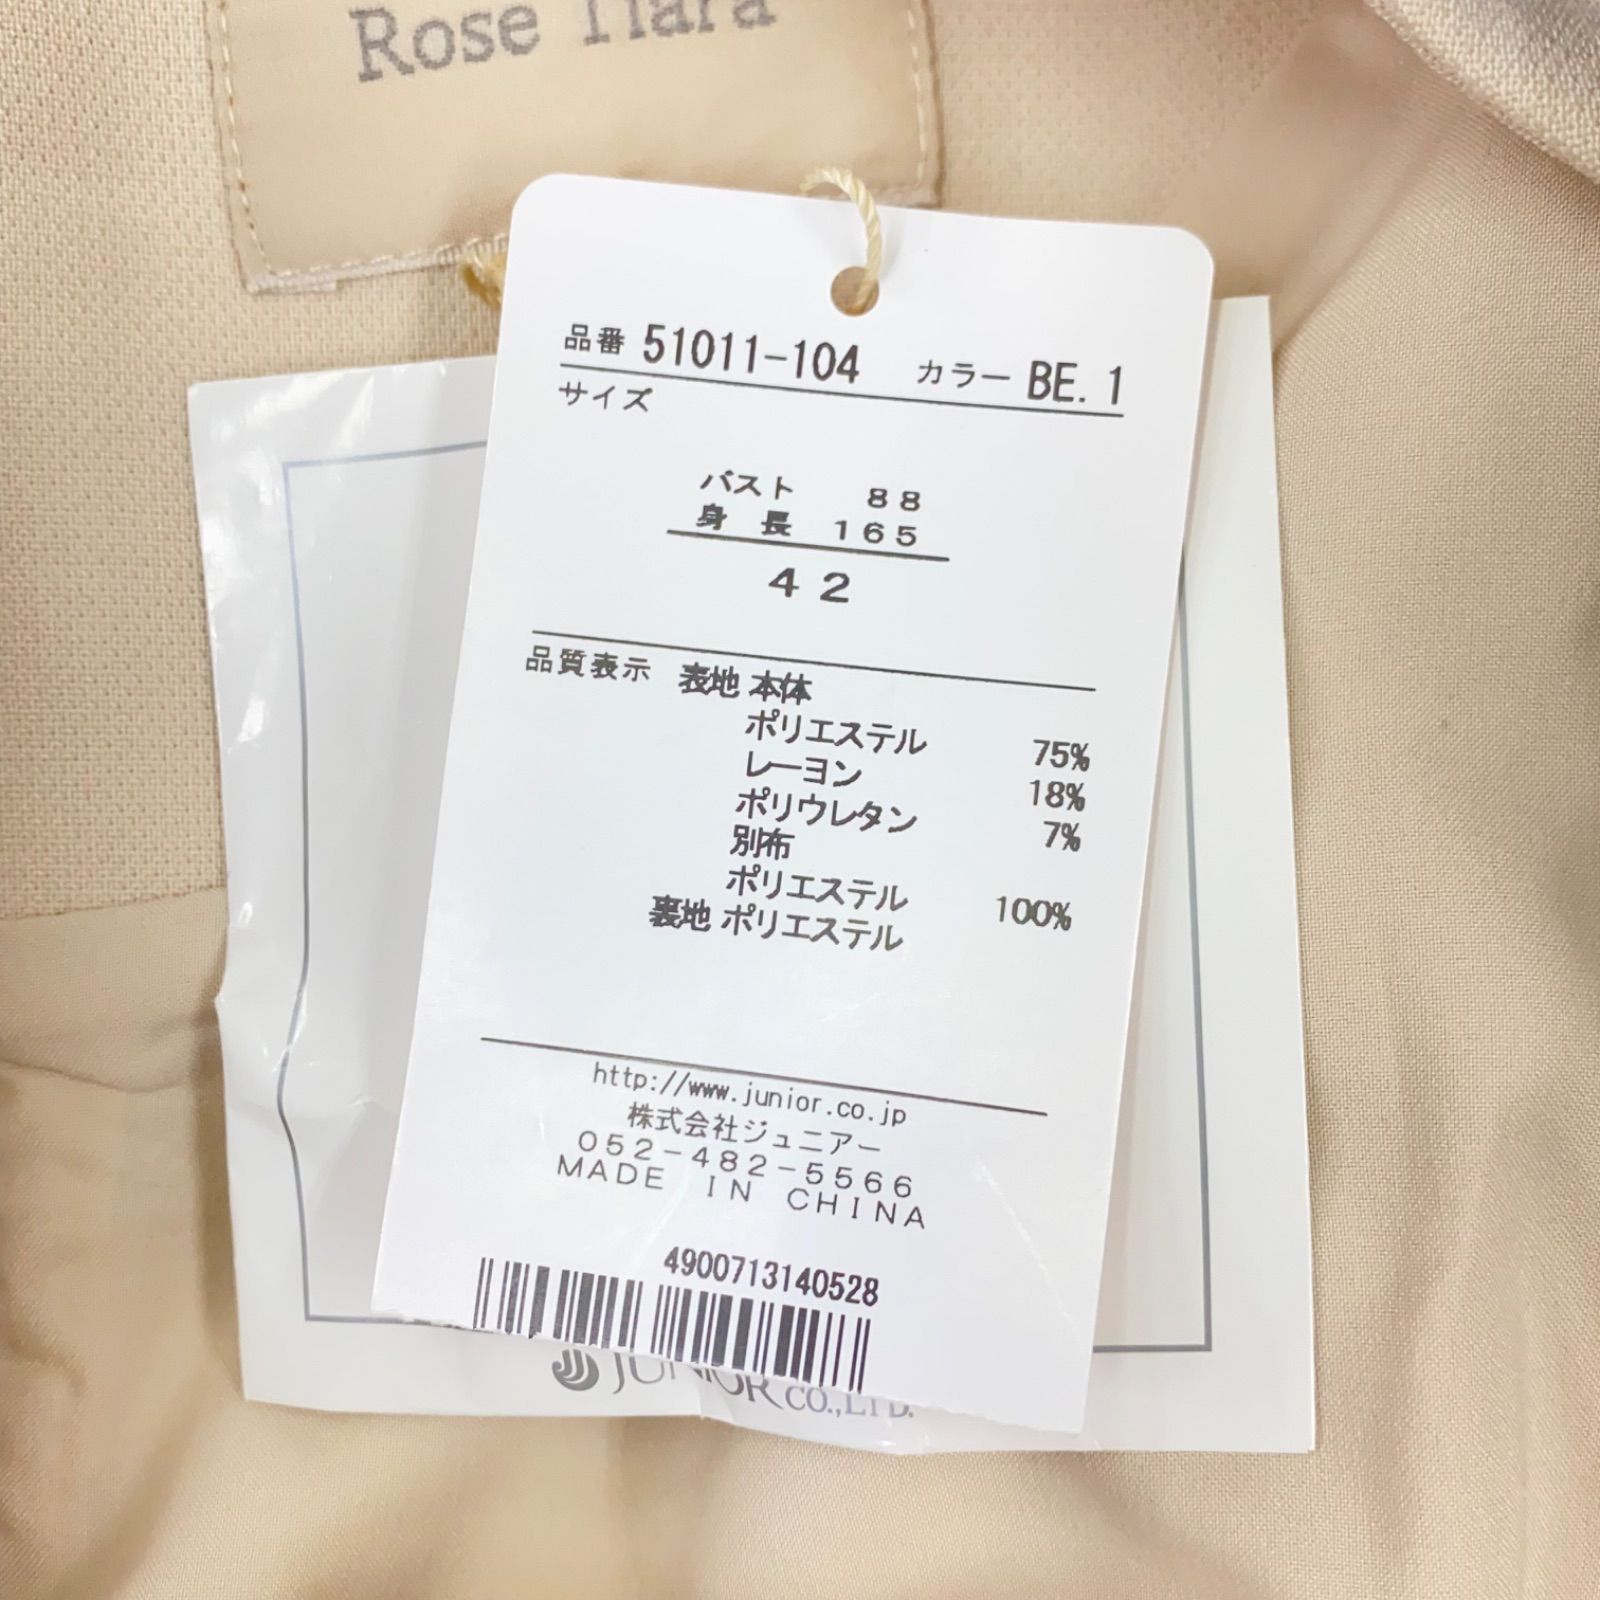 Rose Tiara
品番 51011-104 カラー BE. 1
サイズ
バスト 88
身長 165
42
品質表示 表地 本体
ポリエステル 75%
レーヨン 18%
ポリウレタン 7%
別布
ポリエステル 100%
裏地 ポリエステル
http://www.junior.co.jp
株式会社ジュニアー
052-482-5566
MADE IN CHINA
4900713140528
JUNIOR CO.,LTD.